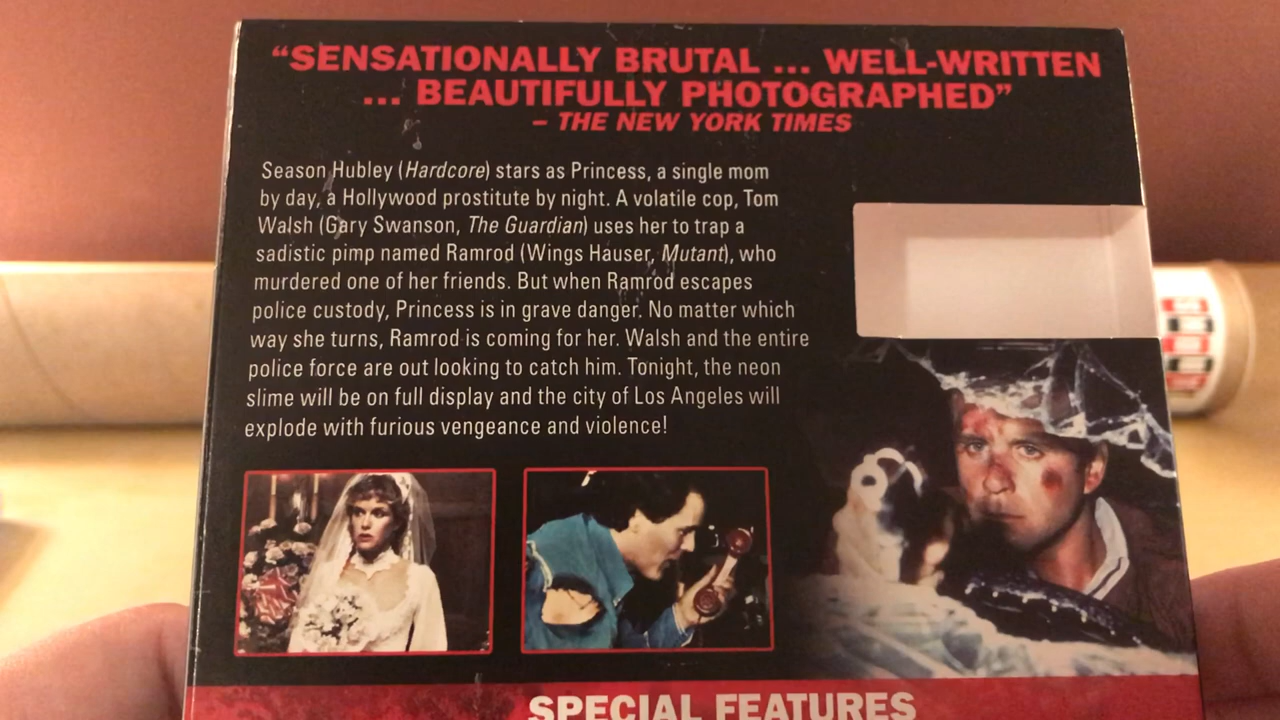 “SENSATIONALLY BRUTAL ... WELL-WRITTEN
... BEAUTIFULLY PHOTOGRAPHED”
– THE NEW YORK TIMES
Season Hubley (Hardcore) stars as Princess, a single mom
by day, a Hollywood prostitute by night. A volatile cop, Tom
Walsh (Gary Swanson, The Guardian) uses her to trap a
sadistic pimp named Ramrod (Wings Hauser, Mutant), who
murdered one of her friends. But when Ramrod escapes
police custody, Princess is in grave danger. No matter which
way she turns, Ramrod is coming for her. Walsh and the entire
police force are out looking to catch him. Tonight, the neon
slime will be on full display and the city of Los Angeles will
explode with furious vengeance and violence!
SPECIAL FEATURES